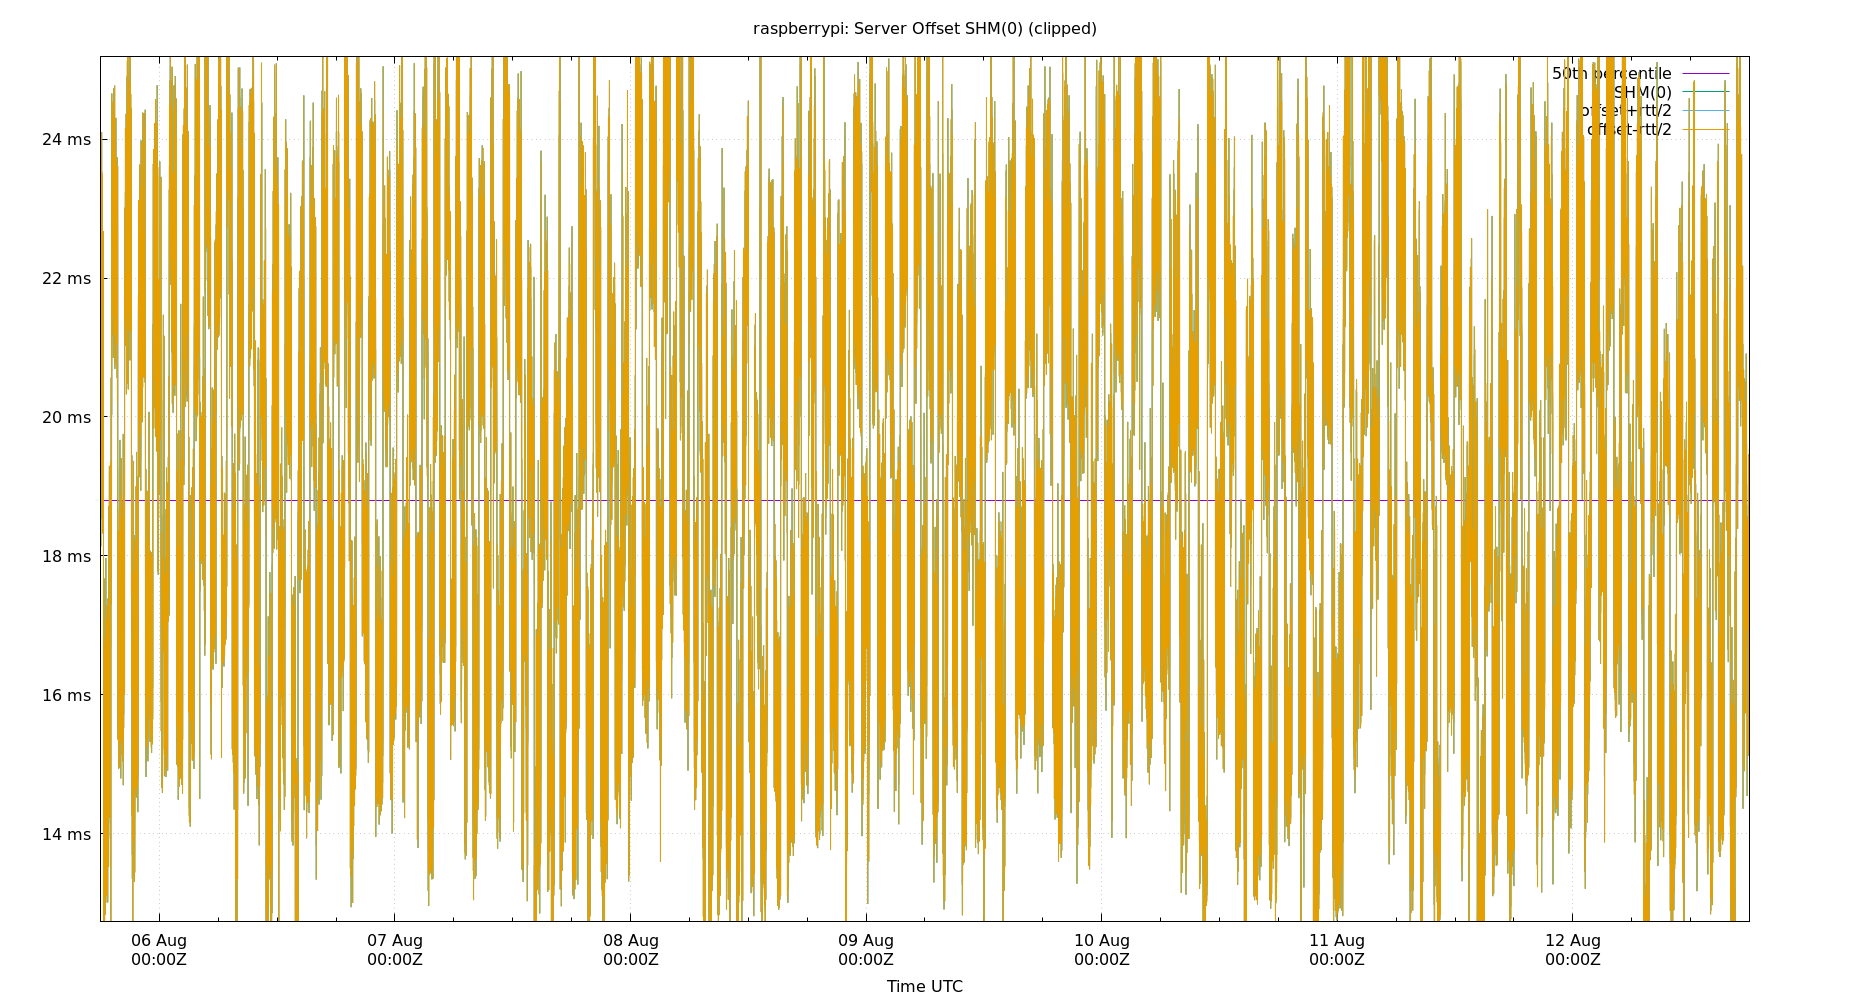 raspberrypi: Server Offset SHM(0) (clipped)
50th percentile
SHM(0)
offset+rtt/2
offset-rtt/2
24 ms
22 ms
20 ms
18 ms
16 ms
14 ms
06 Aug
00:00Z
07 Aug
00:00Z
08 Aug
00:00Z
09 Aug
00:00Z
10 Aug
00:00Z
11 Aug
00:00Z
12 Aug
00:00Z
Time UTC